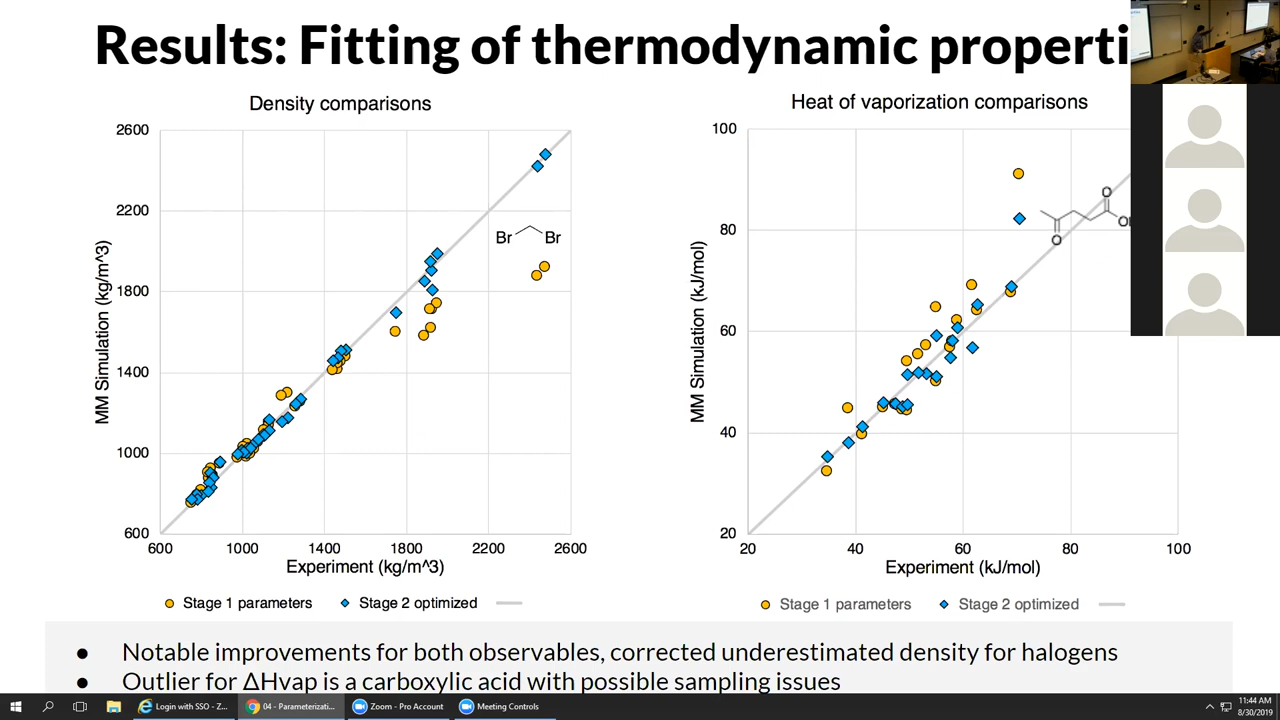 Results: Fitting of thermodynamic properti
Density comparisons
2600
2200
1800
1400
1000
600
MM Simulation (kg/m^3)
600 1000 1400 1800 2200 2600
Experiment (kg/m^3)
Br Br
Stage 1 parameters Stage 2 optimized
Heat of vaporization comparisons
100
80
60
40
20
MM Simulation (kJ/mol)
20 40 60 80 100
Experiment (kJ/mol)
O
O
O
Stage 1 parameters Stage 2 optimized
● Notable improvements for both observables, corrected underestimated density for halogens
● Outlier for ΔHvap is a carboxylic acid with possible sampling issues
Login with SSO - Z... 04 - Parameterizati... Zoom - Pro Account Meeting Controls
11:44 AM
8/30/2019